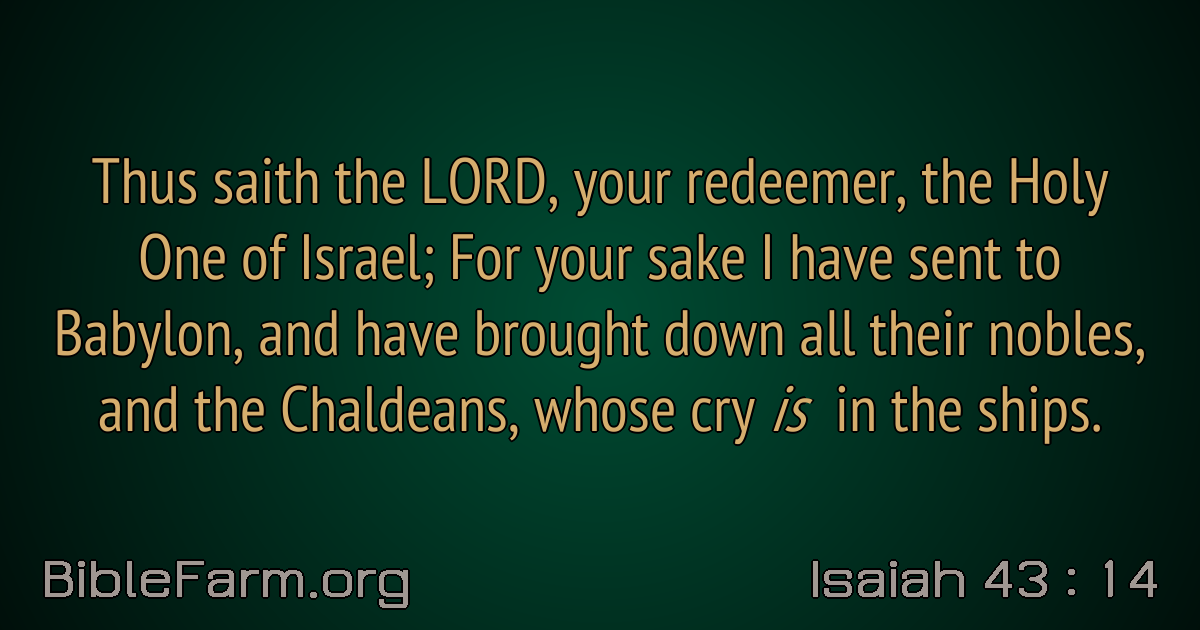 Thus saith the LORD, your redeemer, the Holy
One of Israel; For your sake I have sent to
Babylon, and have brought down all their nobles,
and the Chaldeans, whose cry is in the ships.
BibleFarm.org
Isaiah 43 : 14